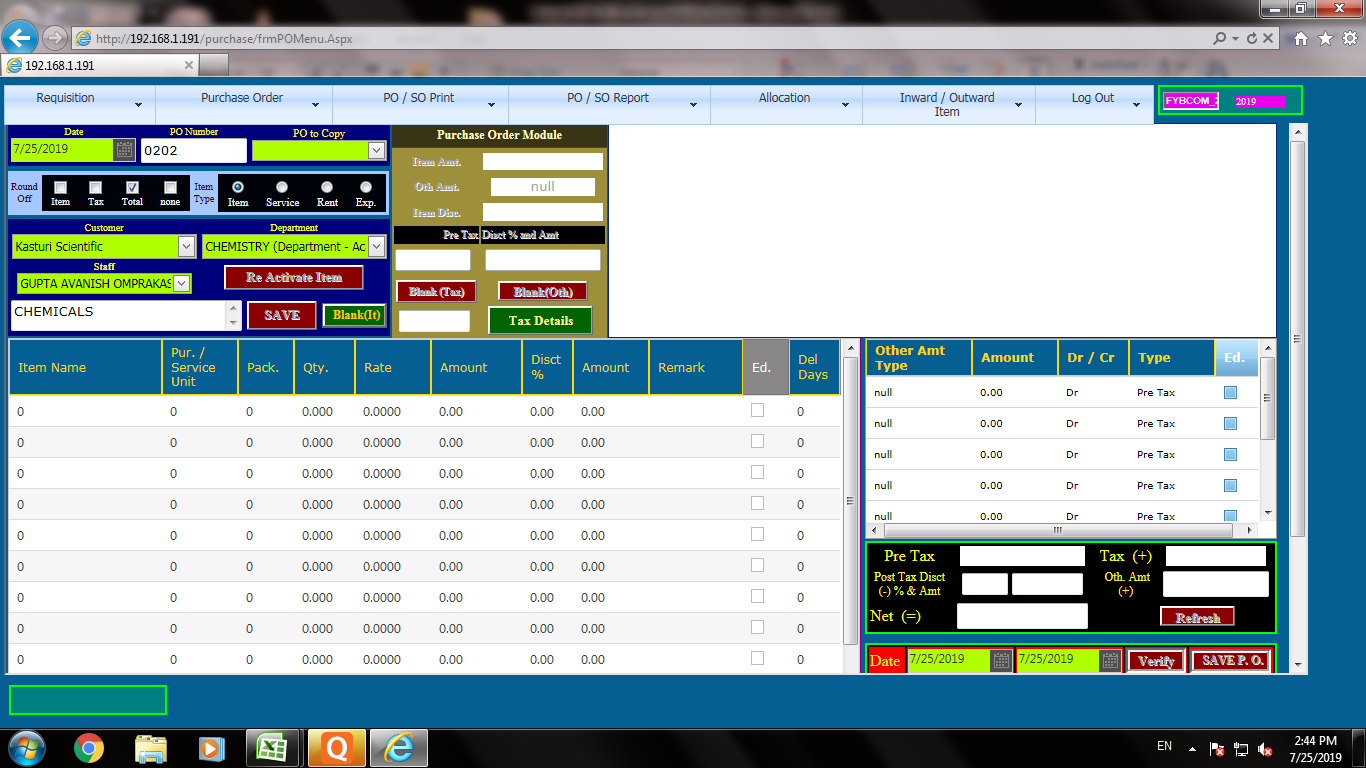 http://192.168.1.191/purchase/frmPOMenu.Aspx
192.168.1.191
Requisition Purchase Order PO / SO Print PO / SO Report Allocation Inward / Outward Item Log Out FYBCOM_2 2019
Date PO Number PO to Copy
7/25/2019 0202
Round Off Item Tax Total none Item Type Item Service Rent Exp.
Customer Department
Kasturi Scientific CHEMISTRY (Department - Ac
Staff
GUPTA AVANISH OMPRAKAS Re Activate Item
CHEMICALS SAVE Blank(It)
Purchase Order Module
Item Amt.
Oth Amt. null
Item Disc.
Pre Tax Disct % and Amt
Blank (Tax) Blank(Oth)
Tax Details
Item Name Pur. / Service Unit Pack. Qty. Rate Amount Disct % Amount Remark Ed. Del Days
0 0 0 0.000 0.0000 0.00 0.00 0.00 0
0 0 0 0.000 0.0000 0.00 0.00 0.00 0
0 0 0 0.000 0.0000 0.00 0.00 0.00 0
0 0 0 0.000 0.0000 0.00 0.00 0.00 0
0 0 0 0.000 0.0000 0.00 0.00 0.00 0
0 0 0 0.000 0.0000 0.00 0.00 0.00 0
0 0 0 0.000 0.0000 0.00 0.00 0.00 0
0 0 0 0.000 0.0000 0.00 0.00 0.00 0
0 0 0 0.000 0.0000 0.00 0.00 0.00 0
Other Amt Type Amount Dr / Cr Type Ed.
null 0.00 Dr Pre Tax
null 0.00 Dr Pre Tax
null 0.00 Dr Pre Tax
null 0.00 Dr Pre Tax
null 0.00 Dr Pre Tax
Pre Tax Tax (+)
Post Tax Disct (-) % & Amt Oth. Amt (+)
Net (=) Refresh
Date 7/25/2019 7/25/2019 Verify SAVE P. O.
EN 2:44 PM
7/25/2019